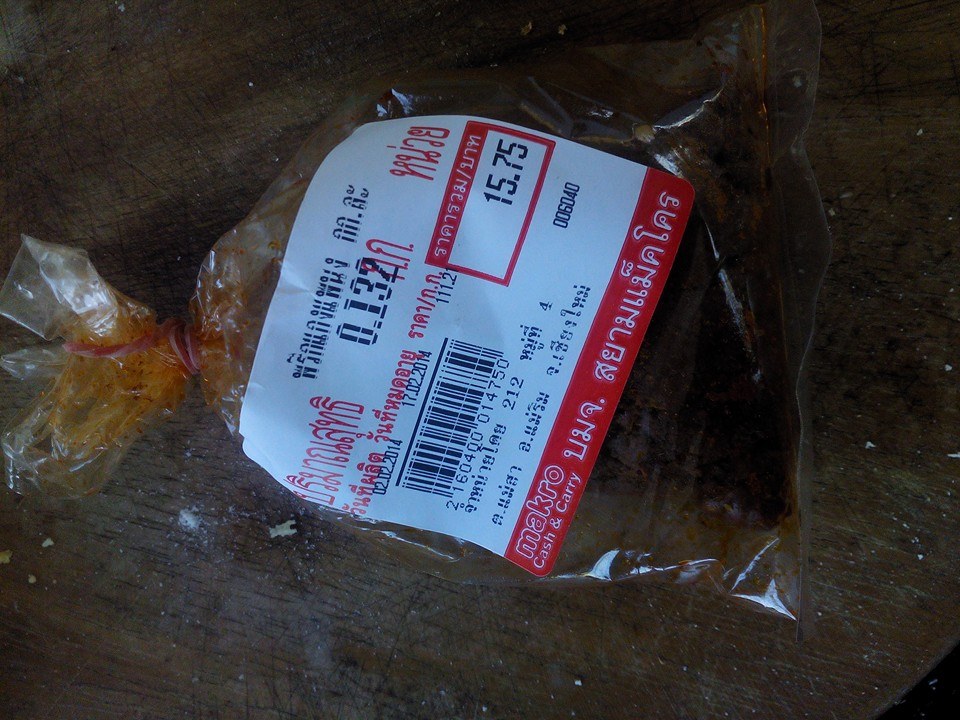 พริกแกงพะแนง กก.ละ
ปริมาณสุทธิ 0.132 ก.ก. หน่วย
วันที่ผลิต วันที่หมดอายุ ราคา/ก.ก. ราคารวม/บาท
02.02.2014 17.02.2014 15.75
2 160400 014750
006040
จำหน่ายโดย 212 หมู่ที่ 4
ต.แม่สา อ.แม่ริม จ.เชียงใหม่
makro บมจ. สยามแม็คโคร
Cash & Carry